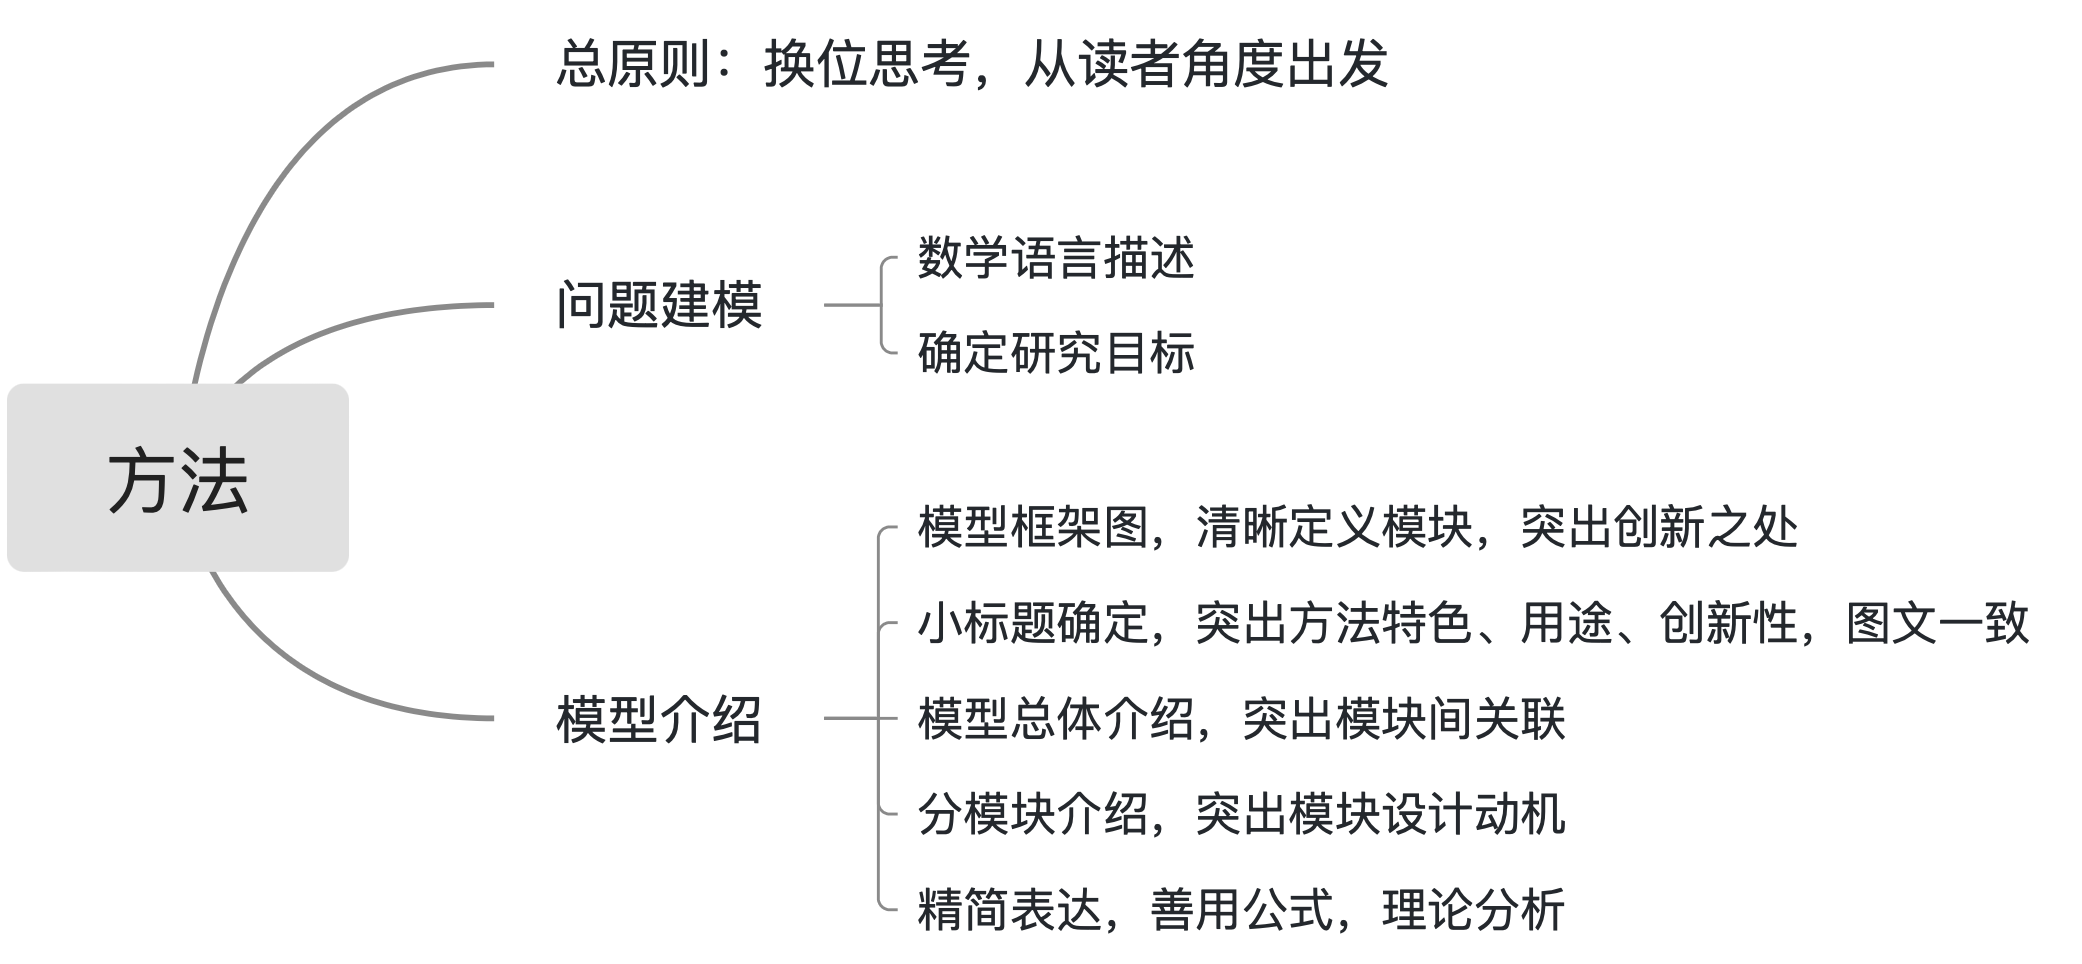 总原则：换位思考，从读者角度出发
问题建模
数学语言描述
确定研究目标
方法
模型介绍
模型框架图，清晰定义模块，突出创新之处
小标题确定，突出方法特色、用途、创新性，图文一致
模型总体介绍，突出模块间关联
分模块介绍，突出模块设计动机
精简表达，善用公式，理论分析